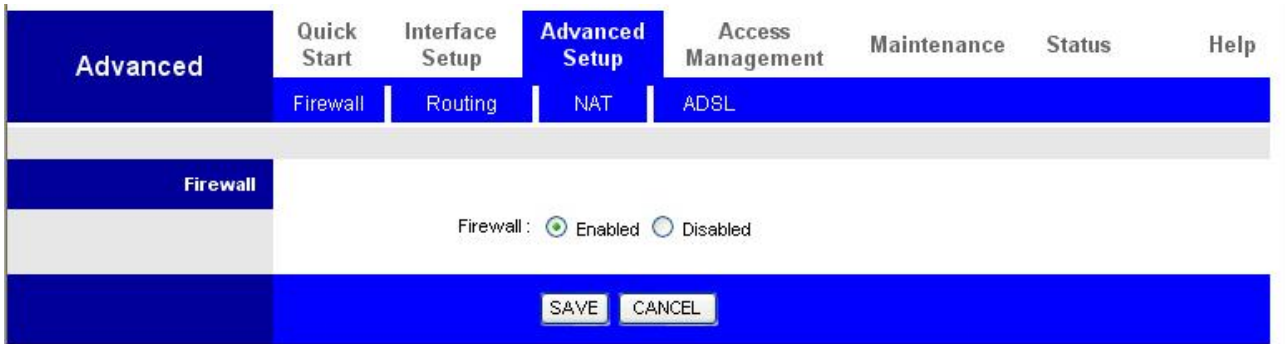 Advanced
Quick Start
Interface Setup
Advanced Setup
Access Management
Maintenance
Status
Help
Firewall
Routing
NAT
ADSL
Firewall
Firewall : Enabled Disabled
SAVE CANCEL